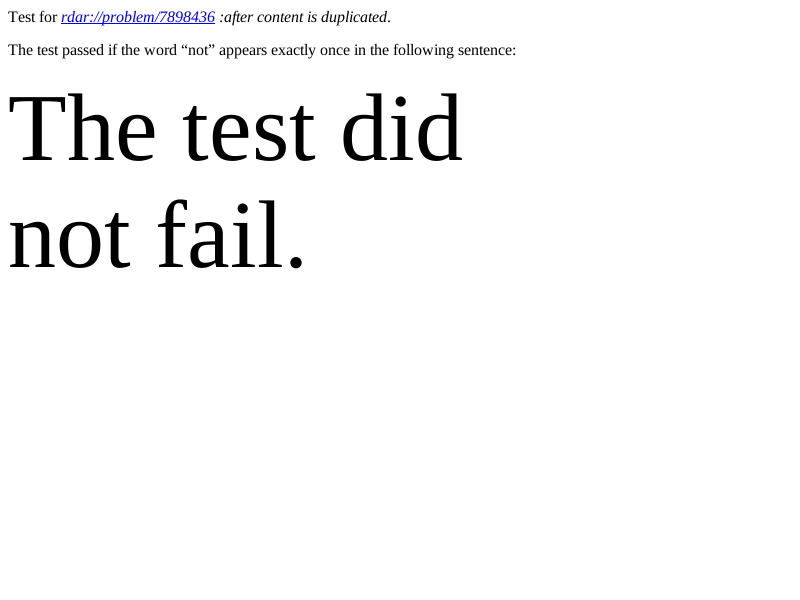 Test for rdar://problem/7898436 :after content is duplicated.
The test passed if the word “not” appears exactly once in the following sentence:
The test did
not fail.